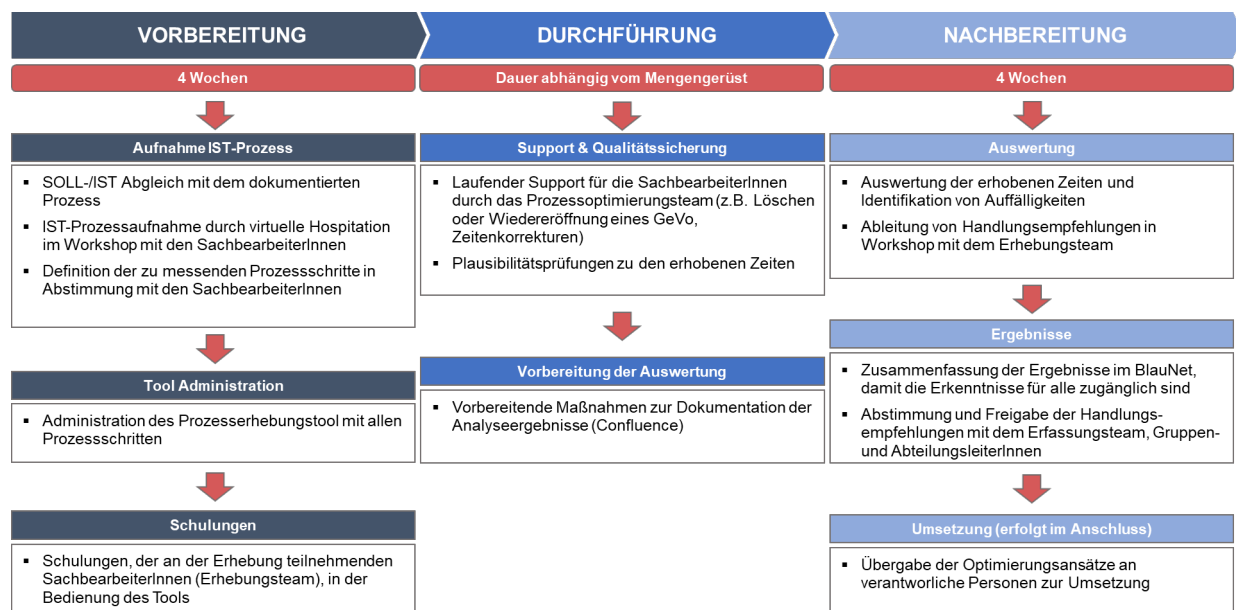 VORBEREITUNG
4 Wochen
Aufnahme IST-Prozess
▪ SOLL-/IST Abgleich mit dem dokumentierten
Prozess
▪ IST-Prozessaufnahme durch virtuelle Hospitation
im Workshop mit den SachbearbeiterInnen
▪ Definition der zu messenden Prozessschritte in
Abstimmung mit den SachbearbeiterInnen
Tool Administration
▪ Administration des Prozesserhebungstool mit allen
Prozessschritten
Schulungen
▪ Schulungen, der an der Erhebung teilnehmenden
SachbearbeiterInnen (Erhebungsteam), in der
Bedienung des Tools
DURCHFÜHRUNG
Dauer abhängig vom Mengengerüst
Support & Qualitätssicherung
▪ Laufender Support für die SachbearbeiterInnen
durch das Prozessoptimierungsteam (z.B. Löschen
oder Wiedereröffnung eines GeVo,
Zeitenkorrekturen)
▪ Plausibilitätsprüfungen zu den erhobenen Zeiten
Vorbereitung der Auswertung
▪ Vorbereitende Maßnahmen zur Dokumentation der
Analyseergebnisse (Confluence)
NACHBEREITUNG
4 Wochen
Auswertung
▪ Auswertung der erhobenen Zeiten und
Identifikation von Auffälligkeiten
▪ Ableitung von Handlungsempfehlungen in
Workshop mit dem Erhebungsteam
Ergebnisse
▪ Zusammenfassung der Ergebnisse im BlauNet,
damit die Erkenntnisse für alle zugänglich sind
▪ Abstimmung und Freigabe der Handlungs-
empfehlungen mit dem Erfassungsteam, Gruppen-
und AbteilungsleiterInnen
Umsetzung (erfolgt im Anschluss)
▪ Übergabe der Optimierungsansätze an
verantworliche Personen zur Umsetzung